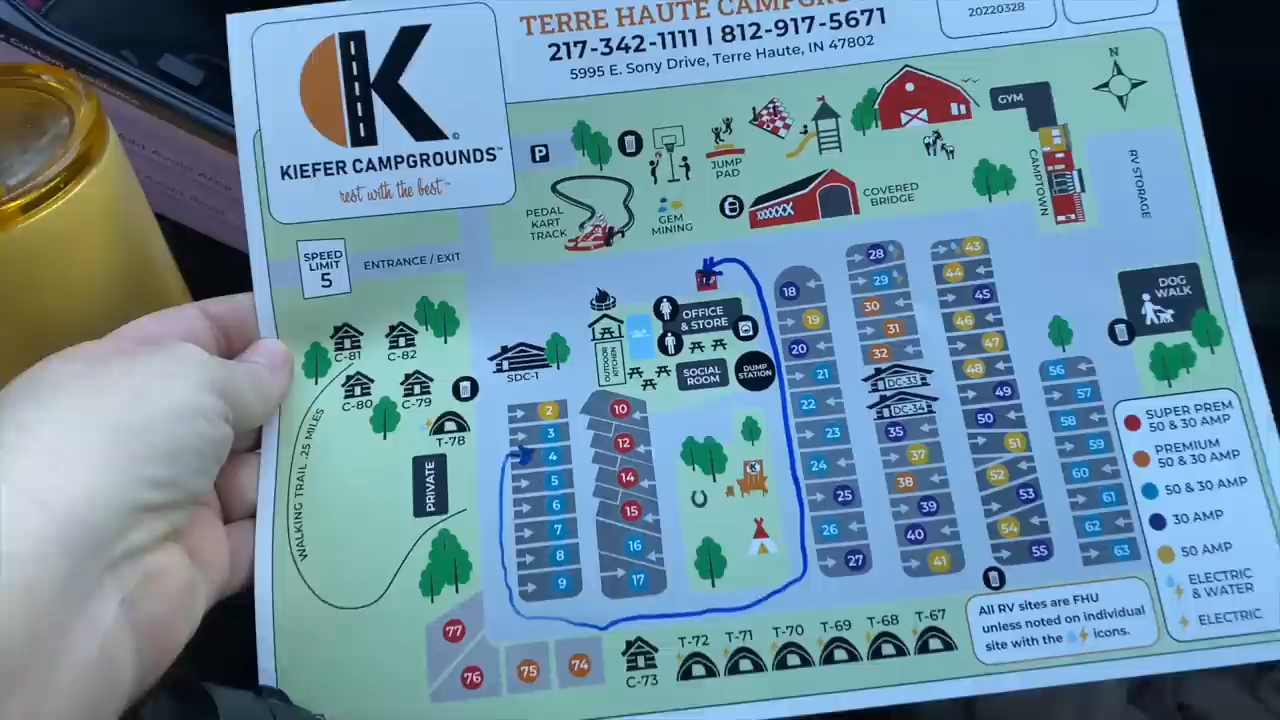 TERRE HAUTE
217-342-1111 | 812-917-5671
5995 E. Sony Drive, Terre Haute, IN 47802
20220328
K
KIEFER CAMPGROUNDS™
rest with the best™
N
GYM
P
JUMP
PAD
PEDAL
KART
TRACK
GEM
MINING
COVERED
BRIDGE
CAMPTOWN
RV STORAGE
SPEED
LIMIT
5
ENTRANCE / EXIT
DOG
WALK
C-81
C-82
C-80
C-79
T-78
PRIVATE
WALKING TRAIL .25 MILES
SDC-1
OUTDOOR
KITCHEN
OFFICE
& STORE
SOCIAL
ROOM
DUMP
STATION
2
3
4
5
6
7
8
9
10
12
14
15
16
17
K
18
19
20
21
22
23
24
25
26
27
28
29
30
31
32
DC-33
DC-34
35
37
38
39
40
41
43
44
45
46
47
48
49
50
51
52
53
54
55
56
57
58
59
60
61
62
63
SUPER PREM
50 & 30 AMP
PREMIUM
50 & 30 AMP
50 & 30 AMP
30 AMP
50 AMP
ELECTRIC
& WATER
ELECTRIC
All RV sites are FHU
unless noted on individual
site with the icons.
77
76
75
74
C-73
T-72
T-71
T-70
T-69
T-68
T-67